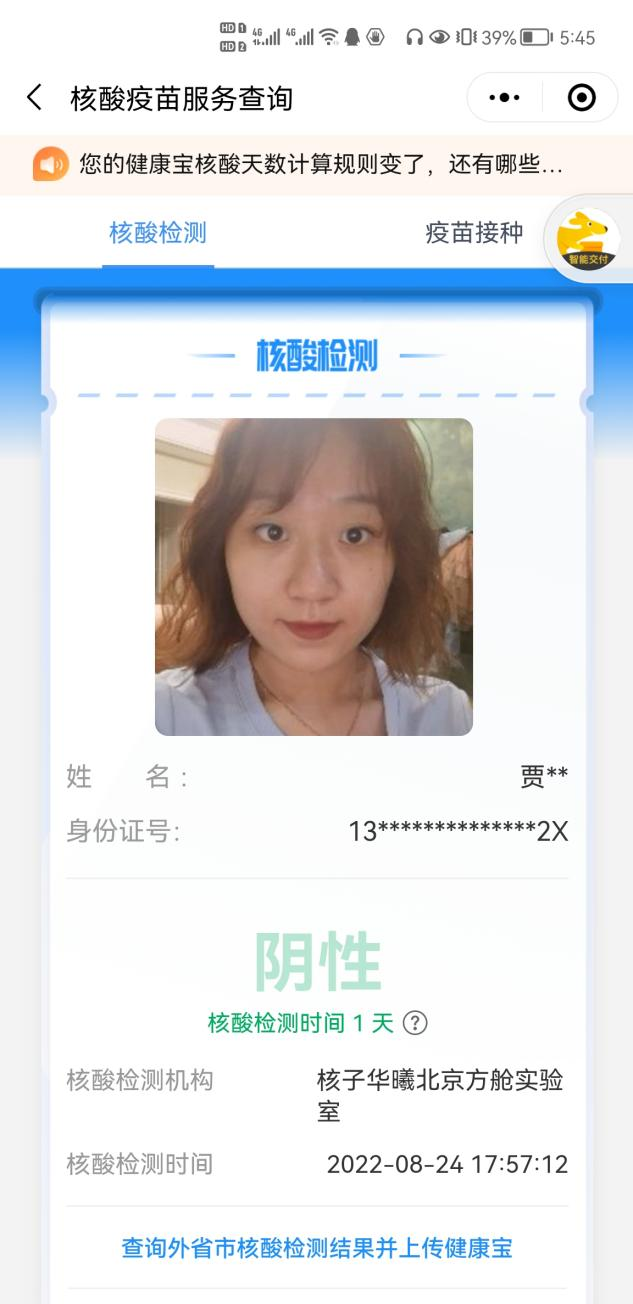 HD 1 4G 4G 39% 5:45
HD 2
核酸疫苗服务查询
您的健康宝核酸天数计算规则变了，还有哪些...
核酸检测 疫苗接种
智能交付
核酸检测
姓 名： 贾**
身份证号： 13**************2X
阴性
核酸检测时间 1 天 ?
核酸检测机构 核子华曦北京方舱实验
室
核酸检测时间 2022-08-24 17:57:12
查询外省市核酸检测结果并上传健康宝